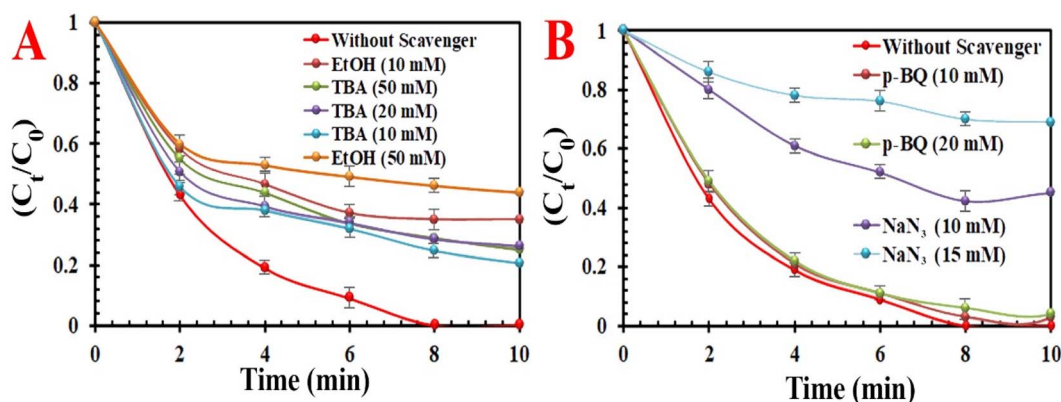 A
(Ct/C0)
1
0.8
0.6
0.4
0.2
0
0 2 4 6 8 10
Time (min)
Without Scavenger
EtOH (10 mM)
TBA (50 mM)
TBA (20 mM)
TBA (10 mM)
EtOH (50 mM)
B
(Ct/C0)
1
0.8
0.6
0.4
0.2
0
0 2 4 6 8 10
Time (min)
Without Scavenger
p-BQ (10 mM)
p-BQ (20 mM)
NaN₃ (10 mM)
NaN₃ (15 mM)